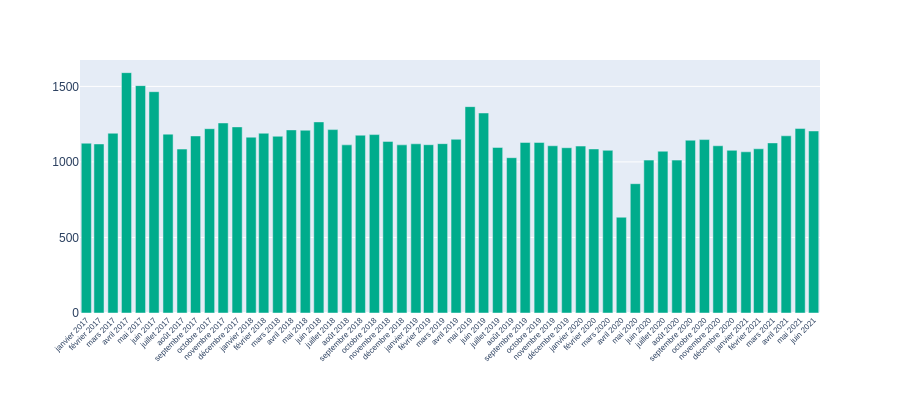 1500
1000
500
0
janvier 2017
février 2017
mars 2017
avril 2017
mai 2017
juin 2017
juillet 2017
août 2017
septembre 2017
octobre 2017
novembre 2017
décembre 2017
janvier 2018
février 2018
mars 2018
avril 2018
mai 2018
juin 2018
juillet 2018
août 2018
septembre 2018
octobre 2018
novembre 2018
décembre 2018
janvier 2019
février 2019
mars 2019
avril 2019
mai 2019
juin 2019
juillet 2019
août 2019
septembre 2019
octobre 2019
novembre 2019
décembre 2019
janvier 2020
février 2020
mars 2020
avril 2020
mai 2020
juin 2020
juillet 2020
août 2020
septembre 2020
octobre 2020
novembre 2020
décembre 2020
janvier 2021
février 2021
mars 2021
avril 2021
mai 2021
juin 2021